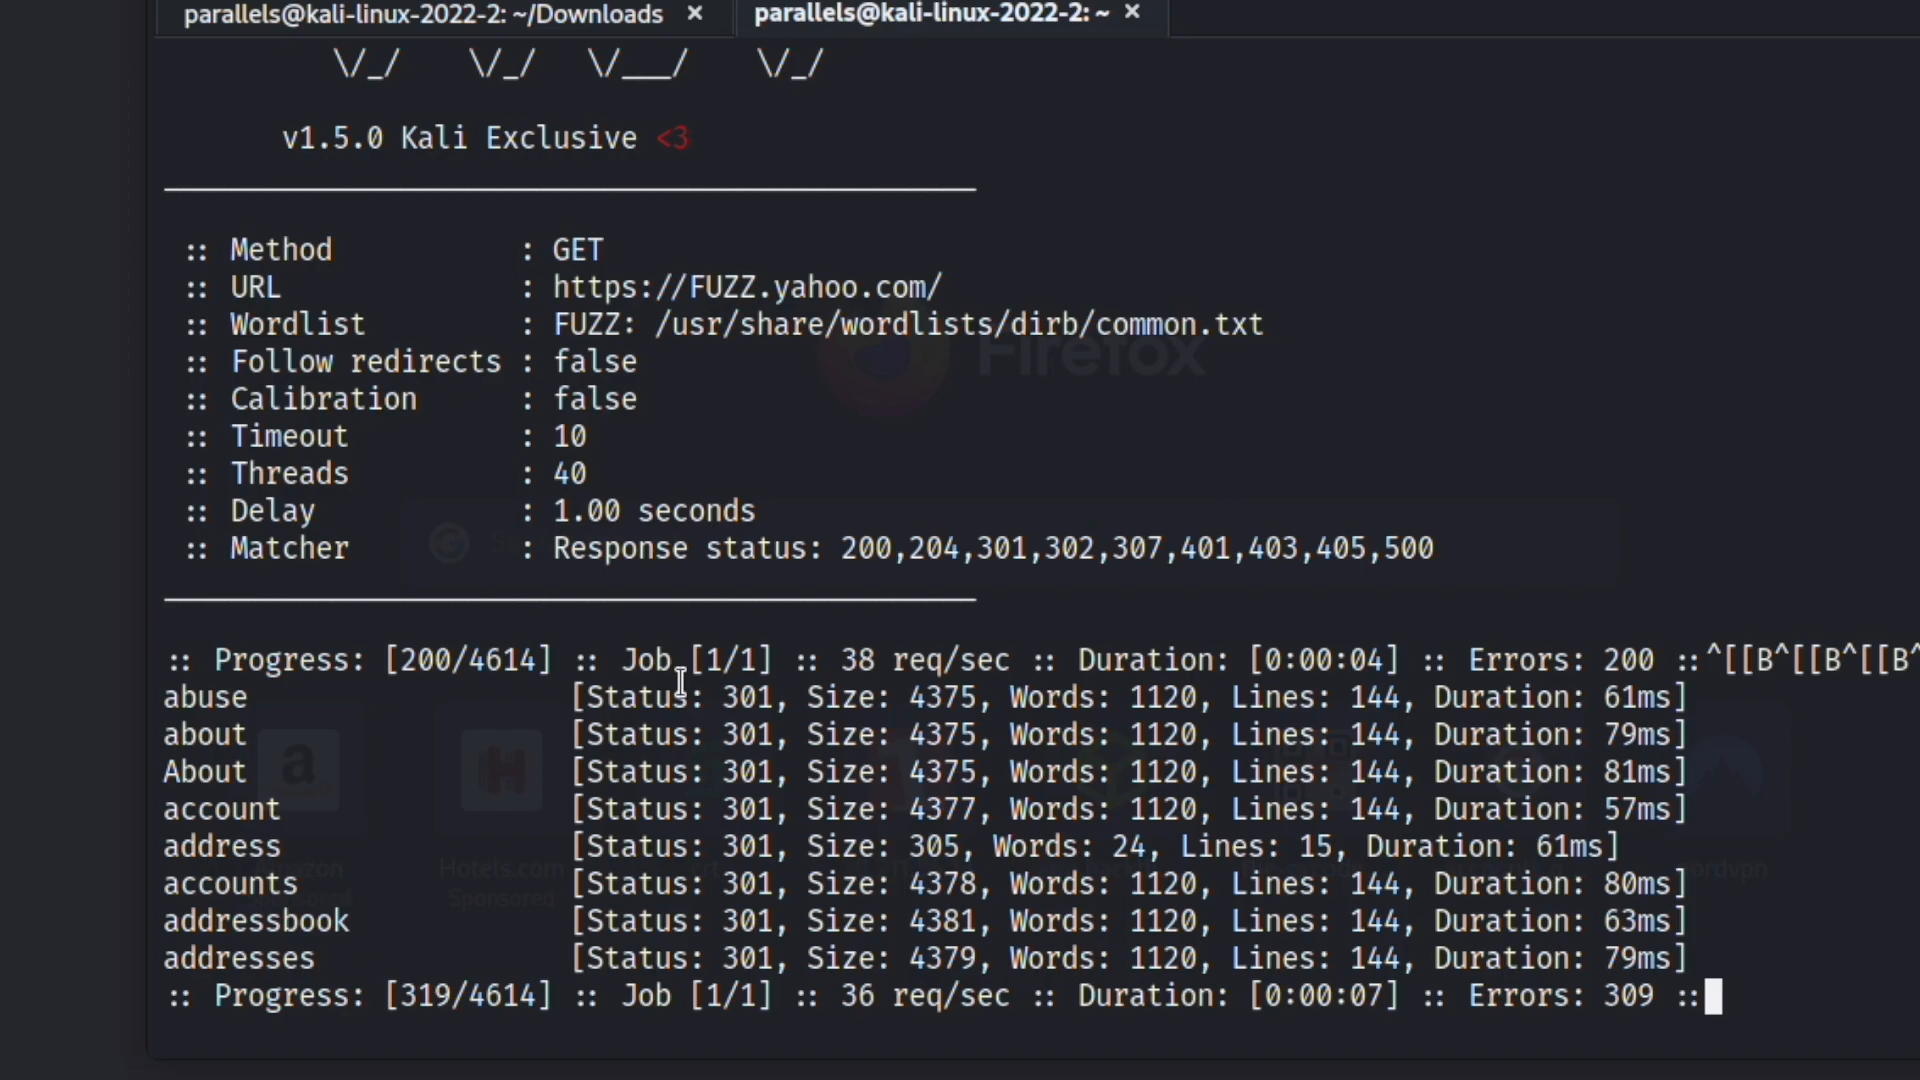 parallels@kali-linux-2022-2: ~/Downloads × parallels@kali-linux-2022-2: ~ ×
\/_/ \/_/ \/___/ \/_/
v1.5.0 Kali Exclusive <3
________________________________________________
:: Method : GET
:: URL : https://FUZZ.yahoo.com/
:: Wordlist : FUZZ: /usr/share/wordlists/dirb/common.txt
Firefox
:: Follow redirects : false
:: Calibration : false
:: Timeout : 10
:: Threads : 40
:: Delay : 1.00 seconds
:: Matcher : Response status: 200,204,301,302,307,401,403,405,500
________________________________________________
:: Progress: [200/4614] :: Job [1/1] :: 38 req/sec :: Duration: [0:00:04] :: Errors: 200 ::^[[B^[[B^[[B^
abuse [Status: 301, Size: 4375, Words: 1120, Lines: 144, Duration: 61ms]
about [Status: 301, Size: 4375, Words: 1120, Lines: 144, Duration: 79ms]
About [Status: 301, Size: 4375, Words: 1120, Lines: 144, Duration: 81ms]
account [Status: 301, Size: 4377, Words: 1120, Lines: 144, Duration: 57ms]
address [Status: 301, Size: 305, Words: 24, Lines: 15, Duration: 61ms]
Amazon Hotels.com nordvpn
accounts [Status: 301, Size: 4378, Words: 1120, Lines: 144, Duration: 80ms]
Sponsored Sponsored
addressbook [Status: 301, Size: 4381, Words: 1120, Lines: 144, Duration: 63ms]
addresses [Status: 301, Size: 4379, Words: 1120, Lines: 144, Duration: 79ms]
:: Progress: [319/4614] :: Job [1/1] :: 36 req/sec :: Duration: [0:00:07] :: Errors: 309 ::